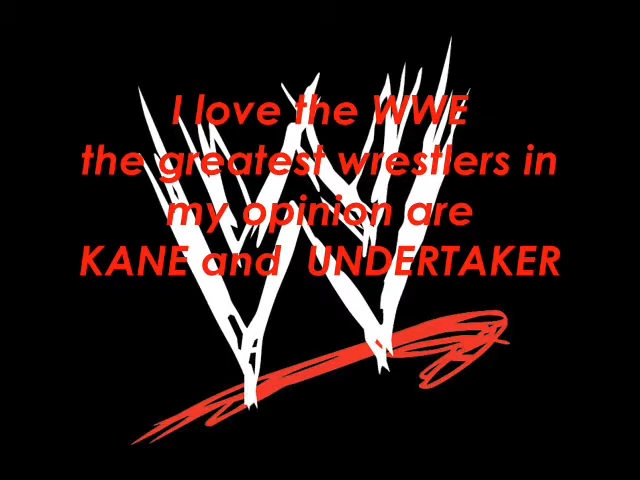 I love the WWE
the greatest wrestlers in
my opinion are
KANE and UNDERTAKER